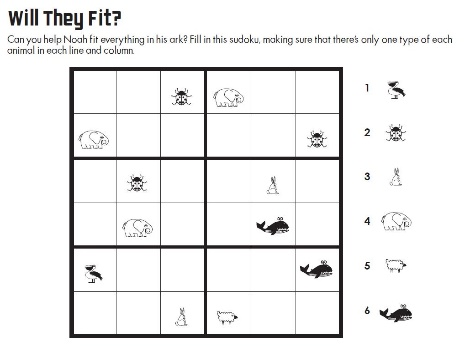 Will They Fit?
Can you help Noah fit everything in his ark? Fill in this sudoku, making sure that there's only one type of each
animal in each line and column.
1
2
3
4
5
6